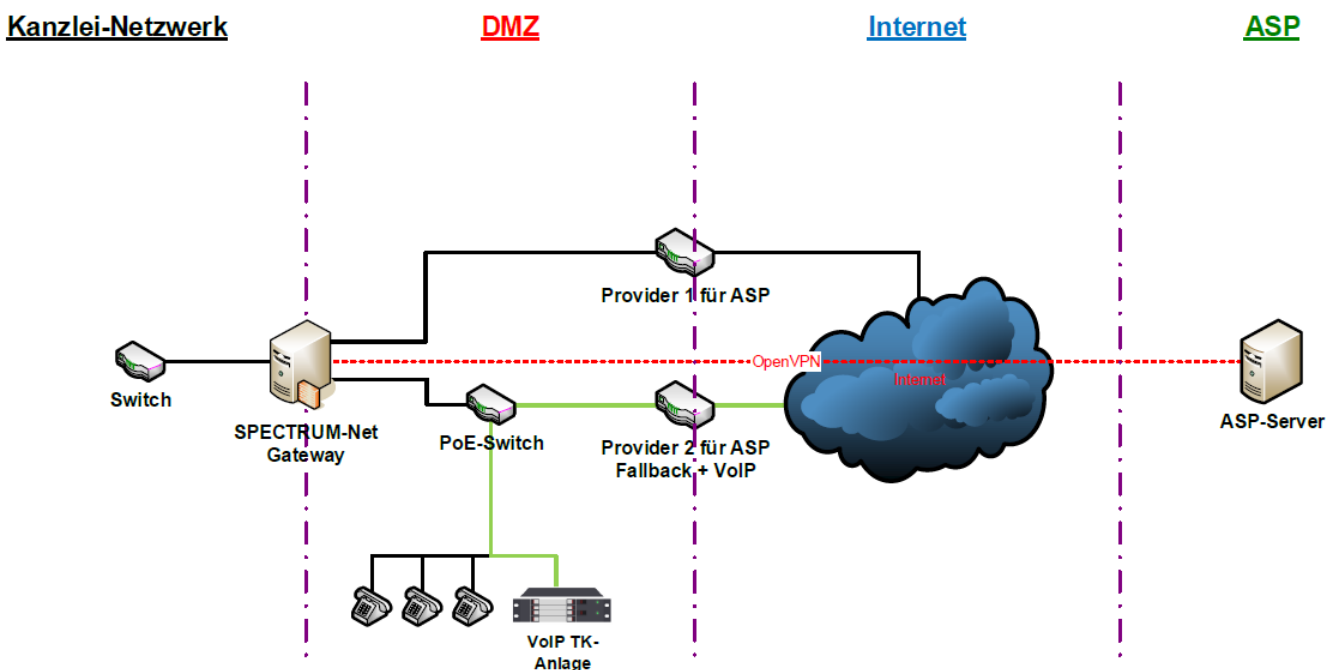 Kanzlei-Netzwerk
DMZ
Internet
ASP
Provider 1 für ASP
OpenVPN
Internet
Switch
SPECTRUM-Net
Gateway
PoE-Switch
Provider 2 für ASP
Fallback + VoIP
ASP-Server
VoIP TK-
Anlage